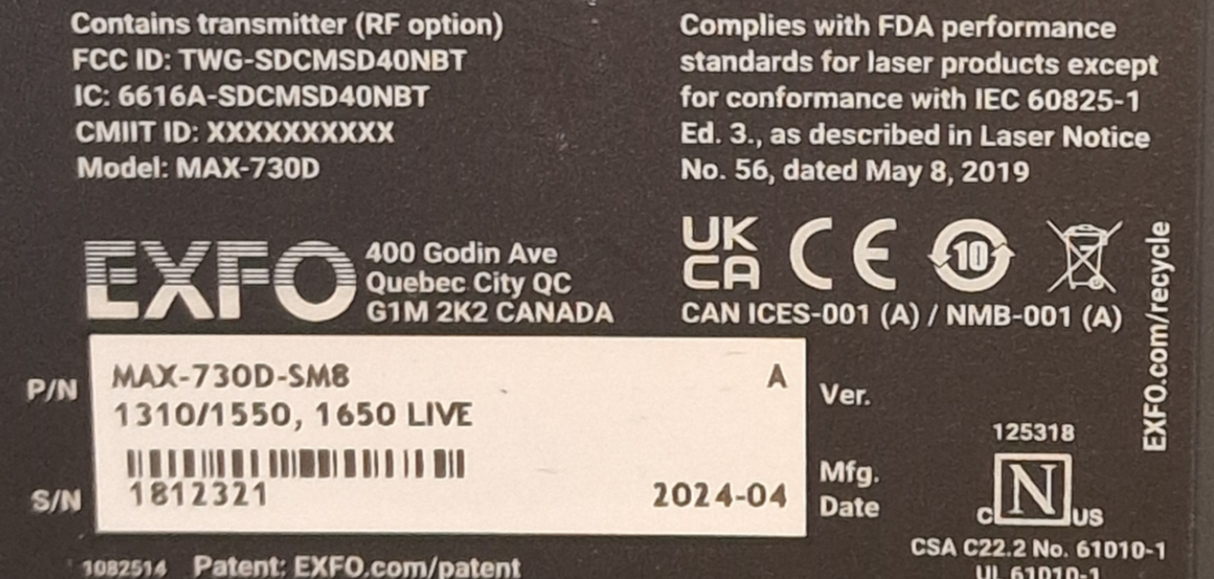 Contains transmitter (RF option)
FCC ID: TWG-SDCMSD40NBT
IC: 6616A-SDCMSD40NBT
CMIIT ID: XXXXXXXXXX
Model: MAX-730D
Complies with FDA performance
standards for laser products except
for conformance with IEC 60825-1
Ed. 3., as described in Laser Notice
No. 56, dated May 8, 2019
EXFO
400 Godin Ave
Quebec City QC
G1M 2K2 CANADA
UK
CA
CE
10
CAN ICES-001 (A) / NMB-001 (A)
EXFO.com/recycle
P/N
MAX-730D-SM8
A
Ver.
1310/1550, 1650 LIVE
S/N
1812321
2024-04
Mfg.
Date
125318
N
C
US
CSA C22.2 No. 61010-1
UL 61010-1
1082514
Patent: EXFO.com/patent